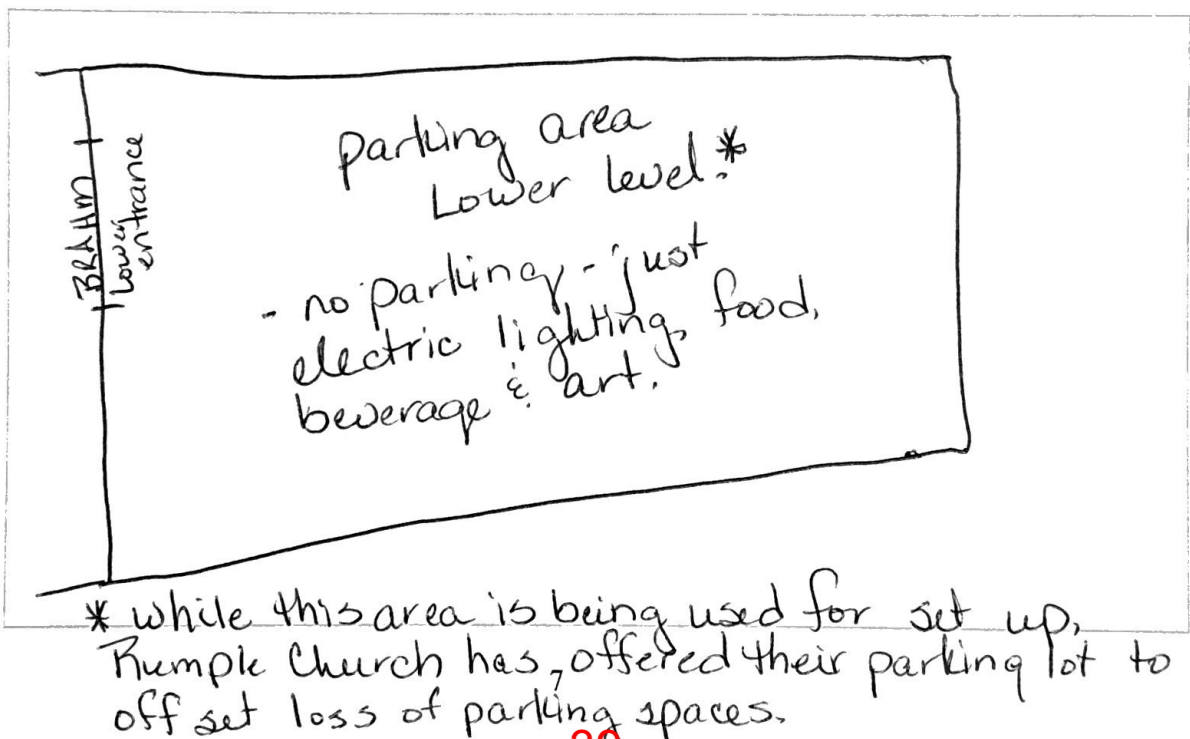 BRAHM
Lower
entrance
parking area
Lower level.*
- no parking - just
electric lighting, food,
beverage & art.
* while this area is being used for set up,
Rumple Church has, offered their parking lot to
off set loss of parking spaces.